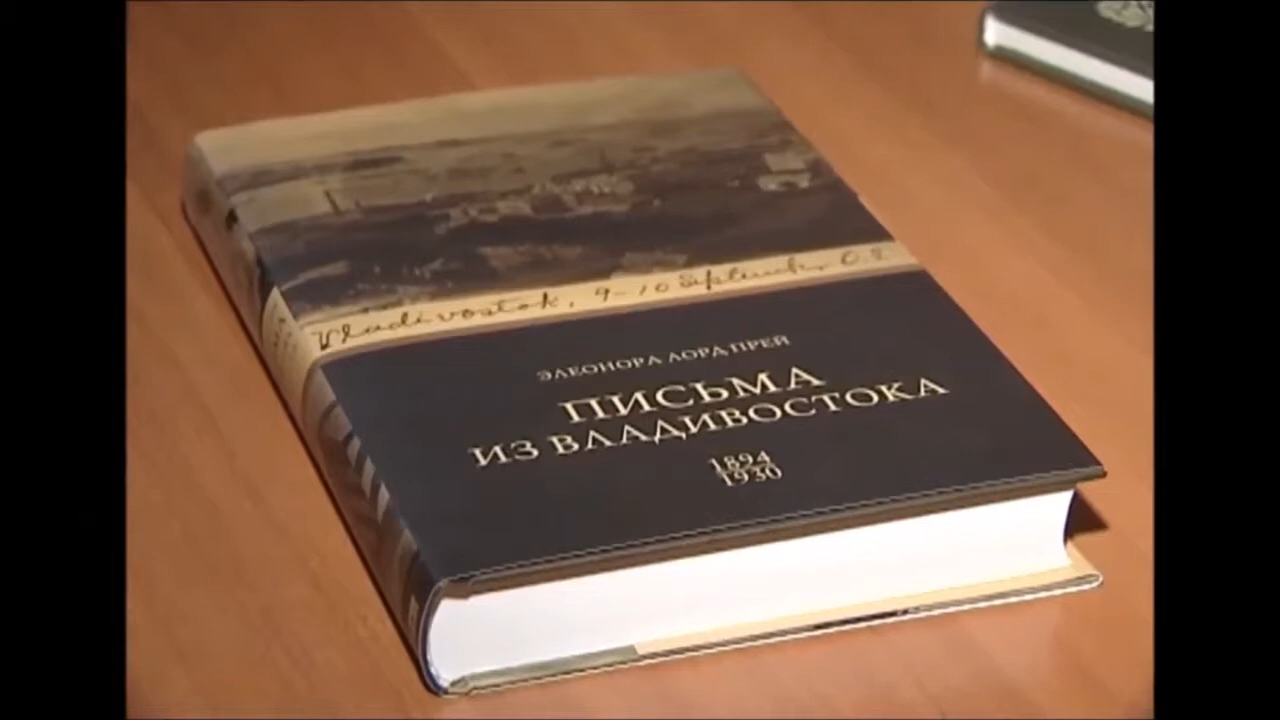 Vladivostok, 9-10 September, O.S.
ЭЛЕОНОРА ЛОРД ПРЕЙ
ПИСЬМА
ИЗ ВЛАДИВОСТОКА
1894
1930